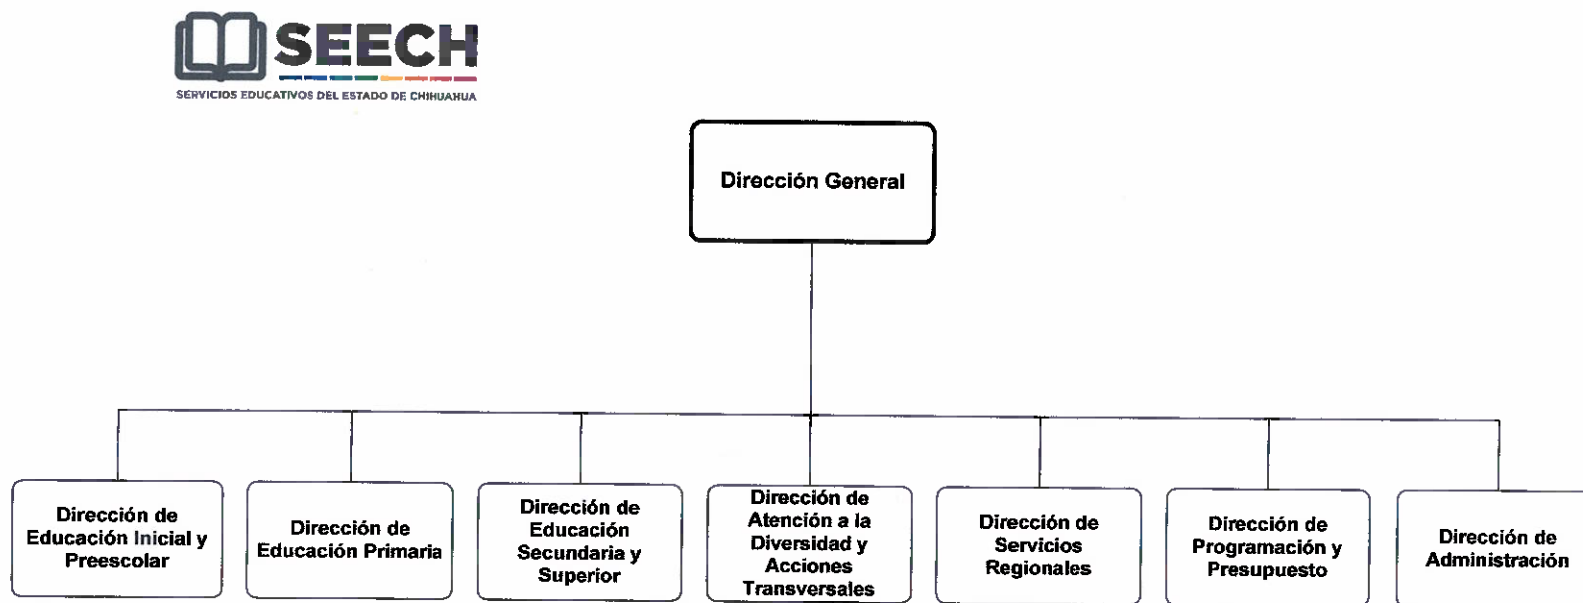 SEECH
SERVICIOS EDUCATIVOS DEL ESTADO DE CHIHUAHUA
Dirección General
Dirección de
Educación Inicial y
Preescolar
Dirección de
Educación Primaria
Dirección de
Educación
Secundaria y
Superior
Dirección de
Atención a la
Diversidad y
Acciones
Transversales
Dirección de
Servicios
Regionales
Dirección de
Programación y
Presupuesto
Dirección de
Administración